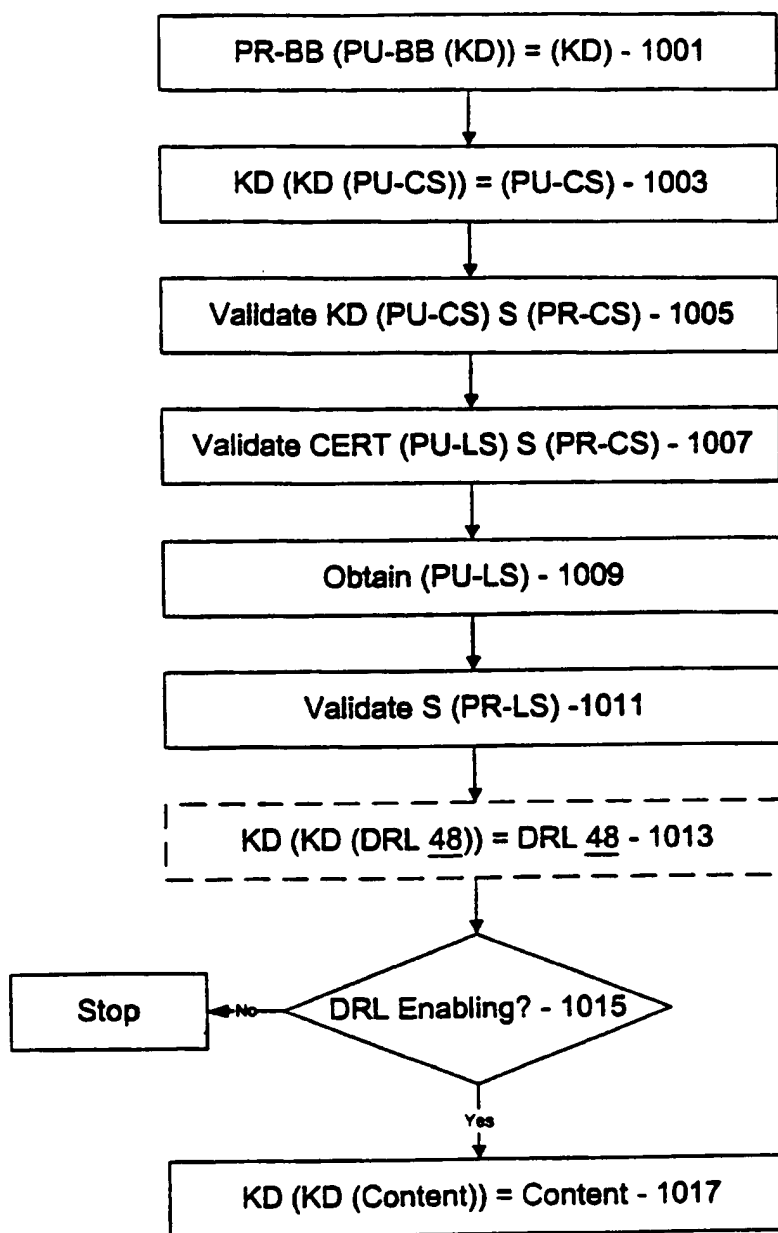 PR-BB (PU-BB (KD)) = (KD) - 1001
KD (KD (PU-CS)) = (PU-CS) - 1003
Validate KD (PU-CS) S (PR-CS) - 1005
Validate CERT (PU-LS) S (PR-CS) - 1007
Obtain (PU-LS) - 1009
Validate S (PR-LS) -1011
KD (KD (DRL 48)) = DRL 48 - 1013
Stop
No
DRL Enabling? - 1015
Yes
KD (KD (Content)) = Content - 1017